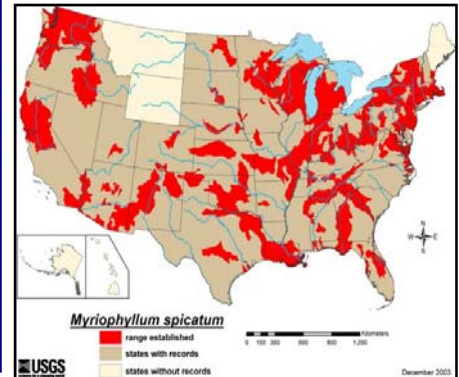 N
W E
S
Myriophyllum spicatum
range established
states with records
states without records
Kilometers
0 150 300 600 900 1,200
USGS
December 2003